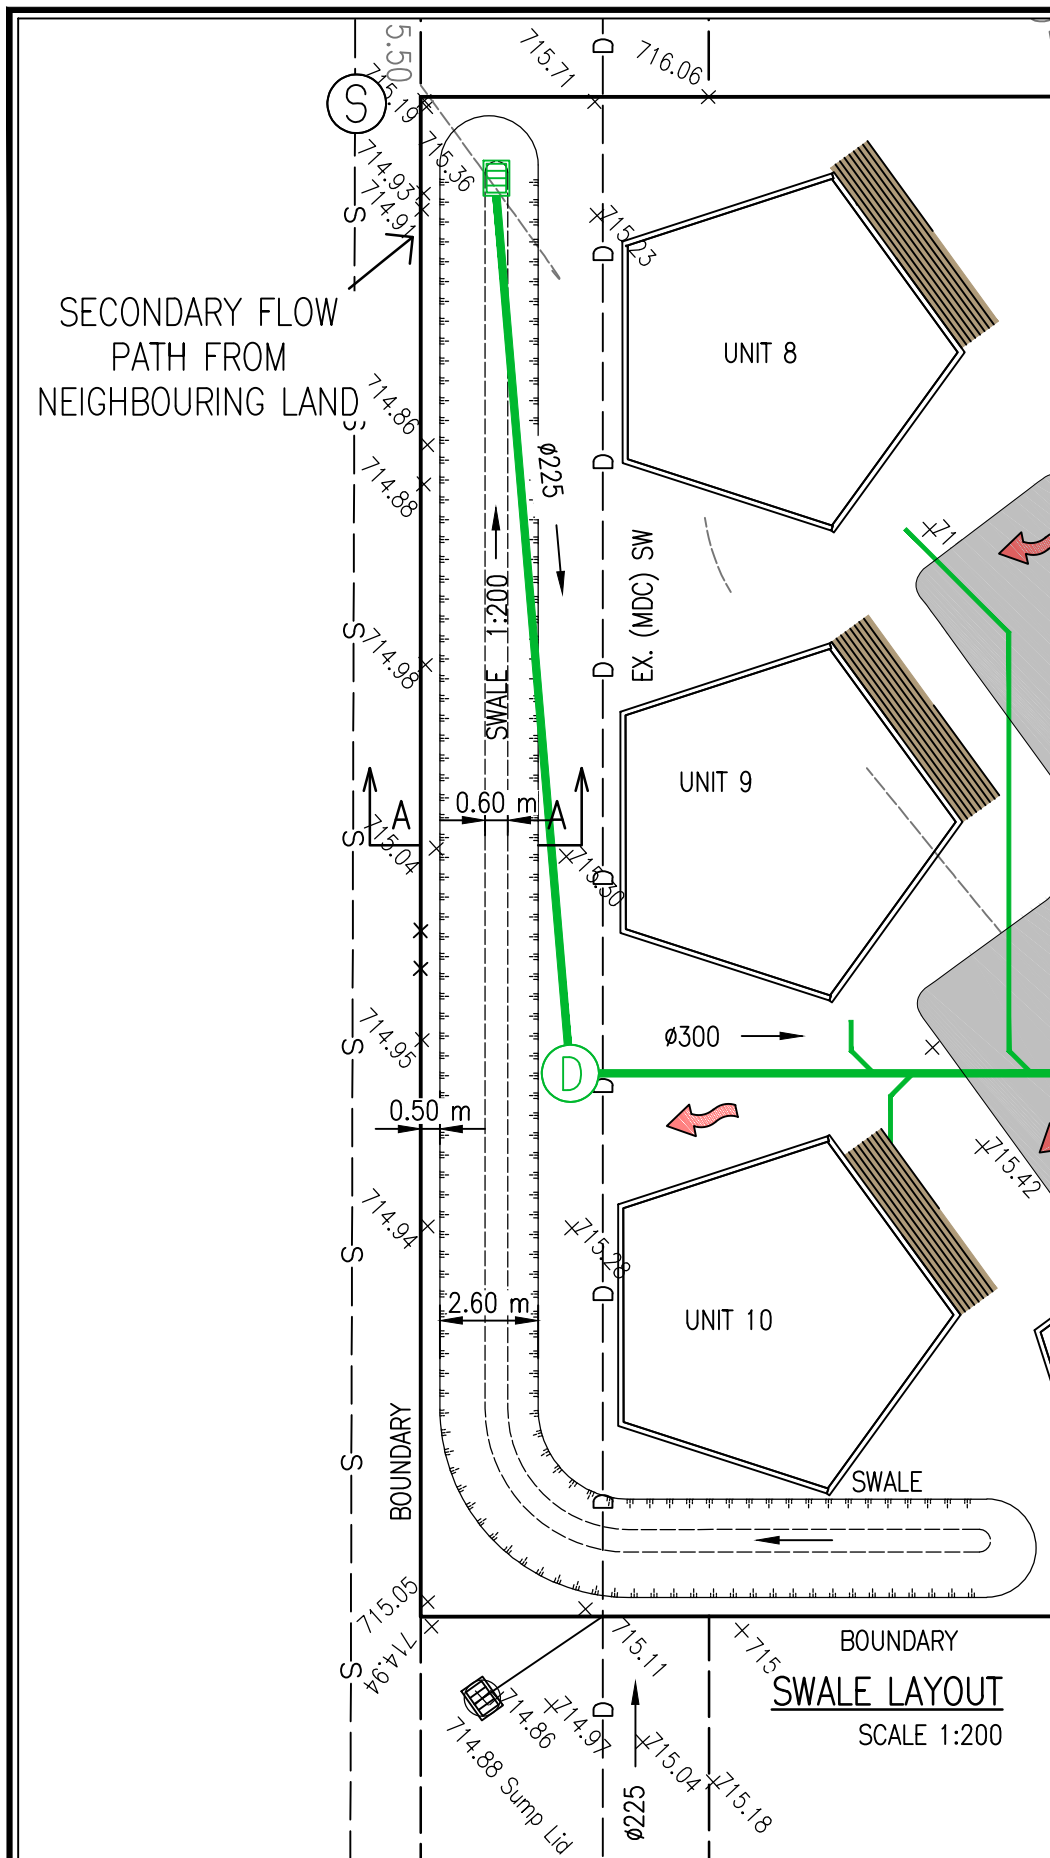 5.50
715.71
716.06
D
715.19
S
714.93
715.36
714.91
S
715.23
D
SECONDARY FLOW
PATH FROM
NEIGHBOURING LAND
S
UNIT 8
714.86
ø225
D
714.88
71
SWALE 1:200
EX. (MDC) SW
S
714.98
D
UNIT 9
0.60 m
A
A
S
715.04
715.30
D
714.95
S
ø300
D
D
0.50 m
715.42
714.94
S
715.28
D
2.60 m
UNIT 10
BOUNDARY
S
SWALE
D
715.05
714.94
S
715.11
715
BOUNDARY
SWALE LAYOUT
SCALE 1:200
714.86
714.97
D
714.88 Sump Lid
715.04
715.18
ø225